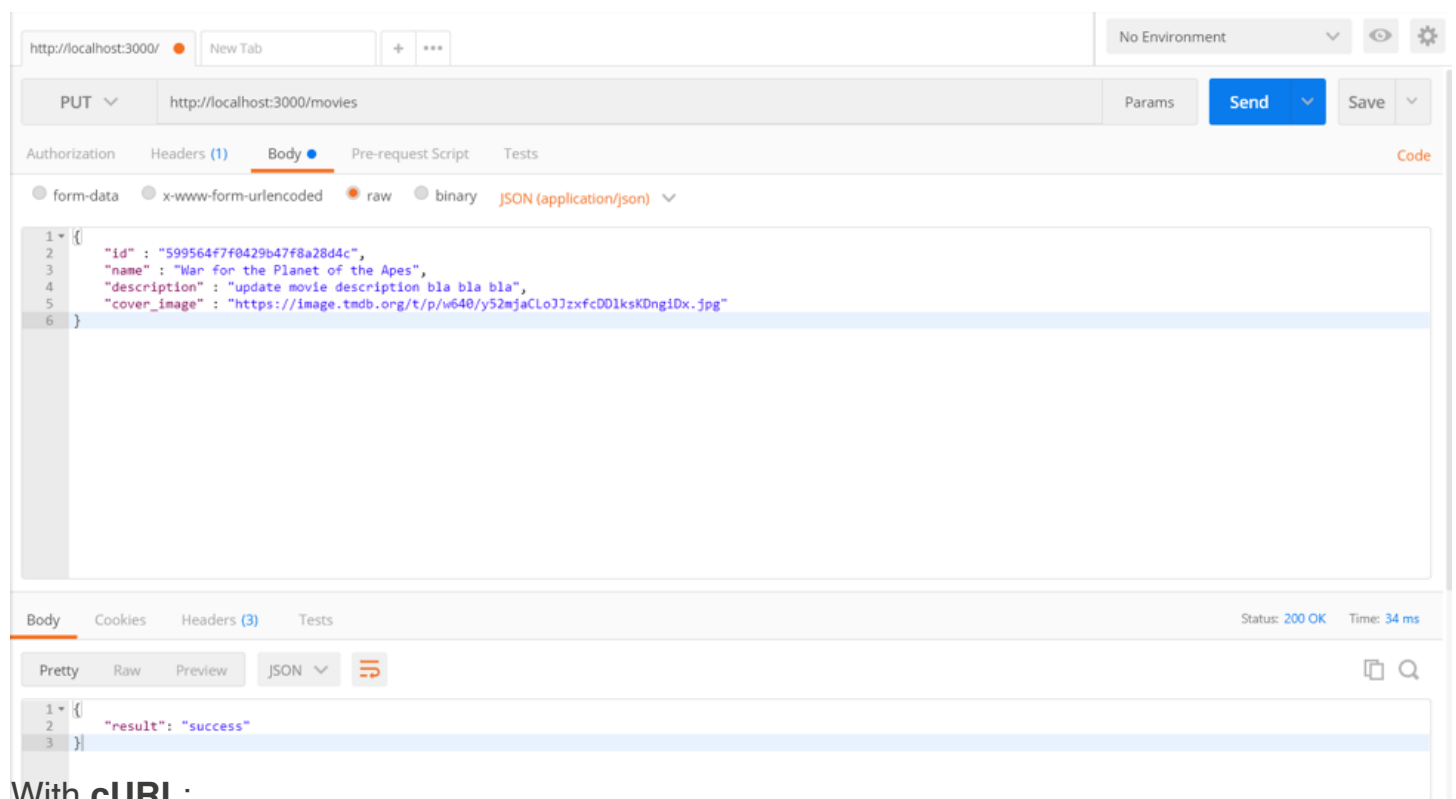 http://localhost:3000/ New Tab + ••• No Environment
PUT http://localhost:3000/movies Params Send Save
Authorization Headers (1) Body Pre-request Script Tests Code
form-data x-www-form-urlencoded raw binary JSON (application/json)
1 {
2 "id" : "599564f7f0429b47f8a28d4c",
3 "name" : "War for the Planet of the Apes",
4 "description" : "update movie description bla bla bla",
5 "cover_image" : "https://image.tmdb.org/t/p/w640/y52mjaCLoJJzxfcDDlksKDngiDx.jpg"
6 }
Body Cookies Headers (3) Tests Status: 200 OK Time: 34 ms
Pretty Raw Preview JSON
1 {
2 "result": "success"
3 }
With cURL: